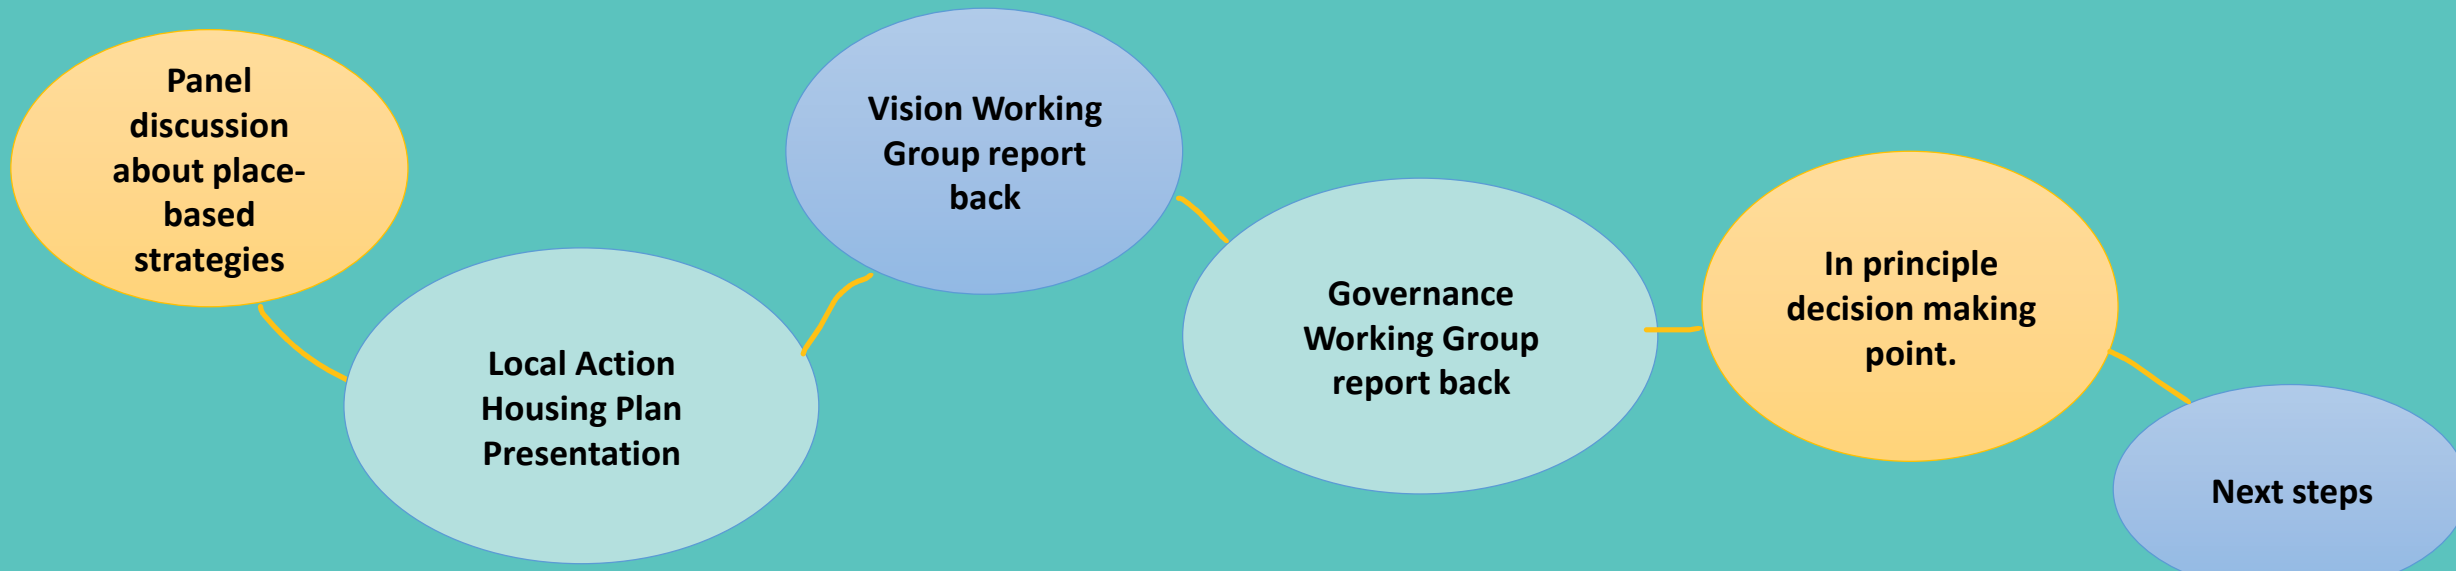 Panel
discussion
about place-
based
strategies
Local Action
Housing Plan
Presentation
Vision Working
Group report
back
Governance
Working Group
report back
In principle
decision making
point.
Next steps